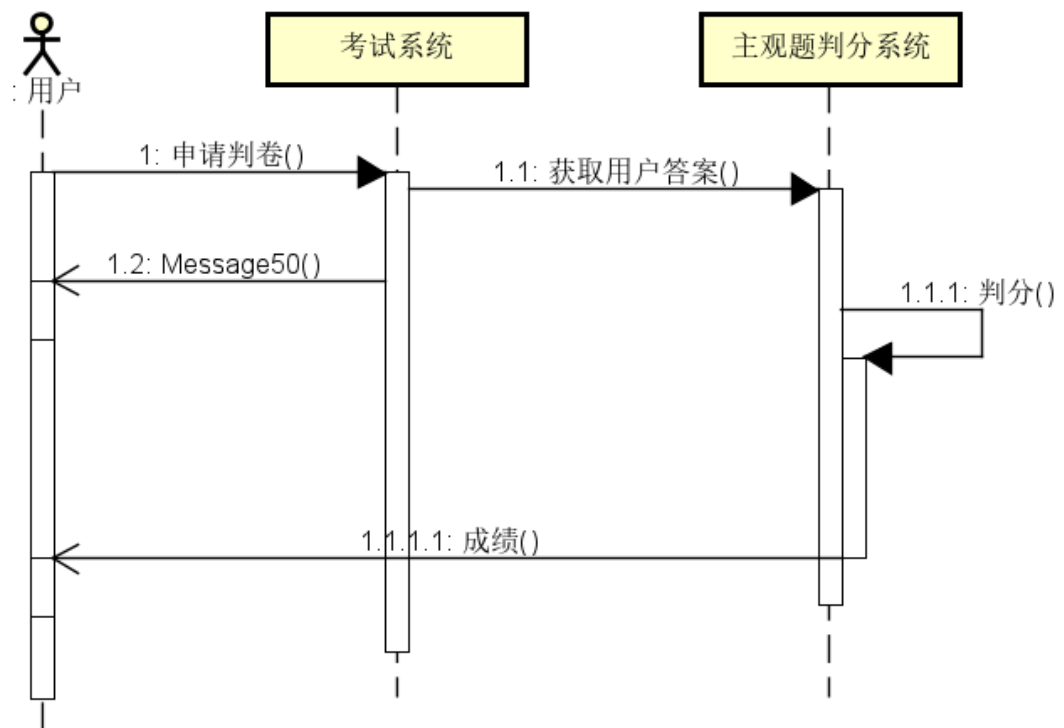 考试系统
主观题判分系统
: 用户
1: 申请判卷()
1.1: 获取用户答案()
1.2: Message50()
1.1.1: 判分()
1.1.1.1: 成绩()